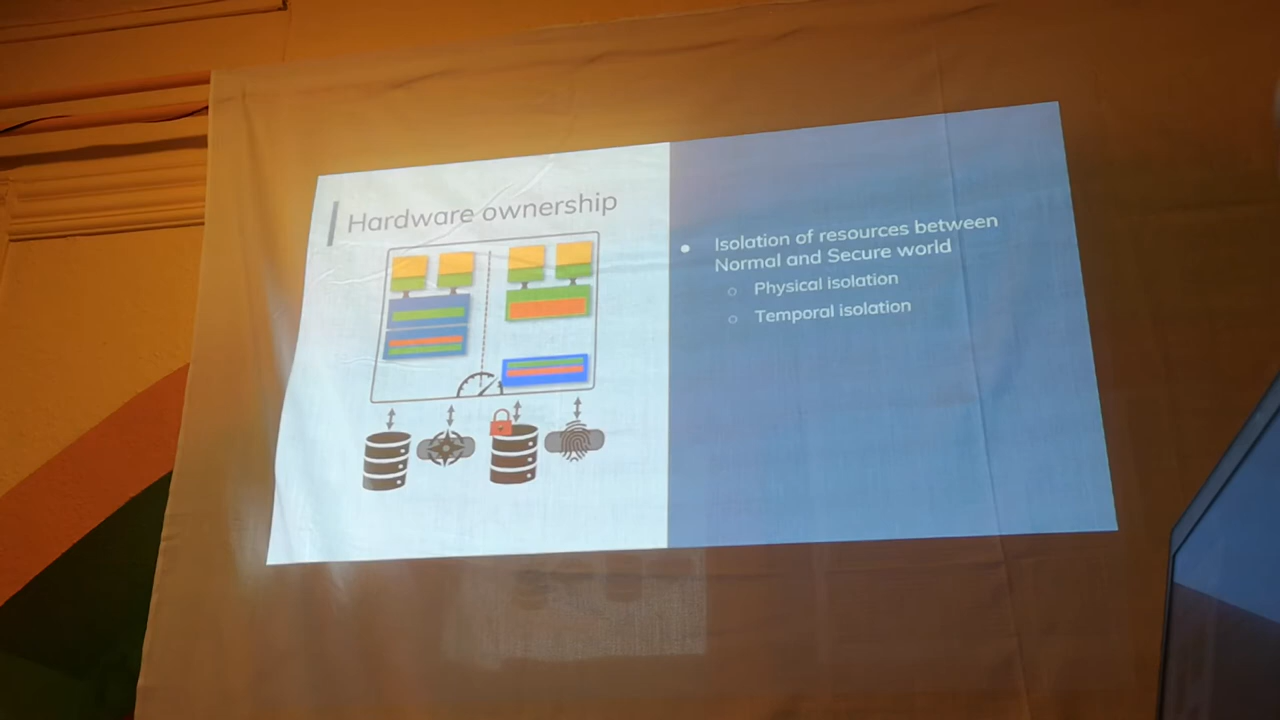 Hardware ownership
Isolation of resources between
Normal and Secure world
Physical isolation
Temporal isolation